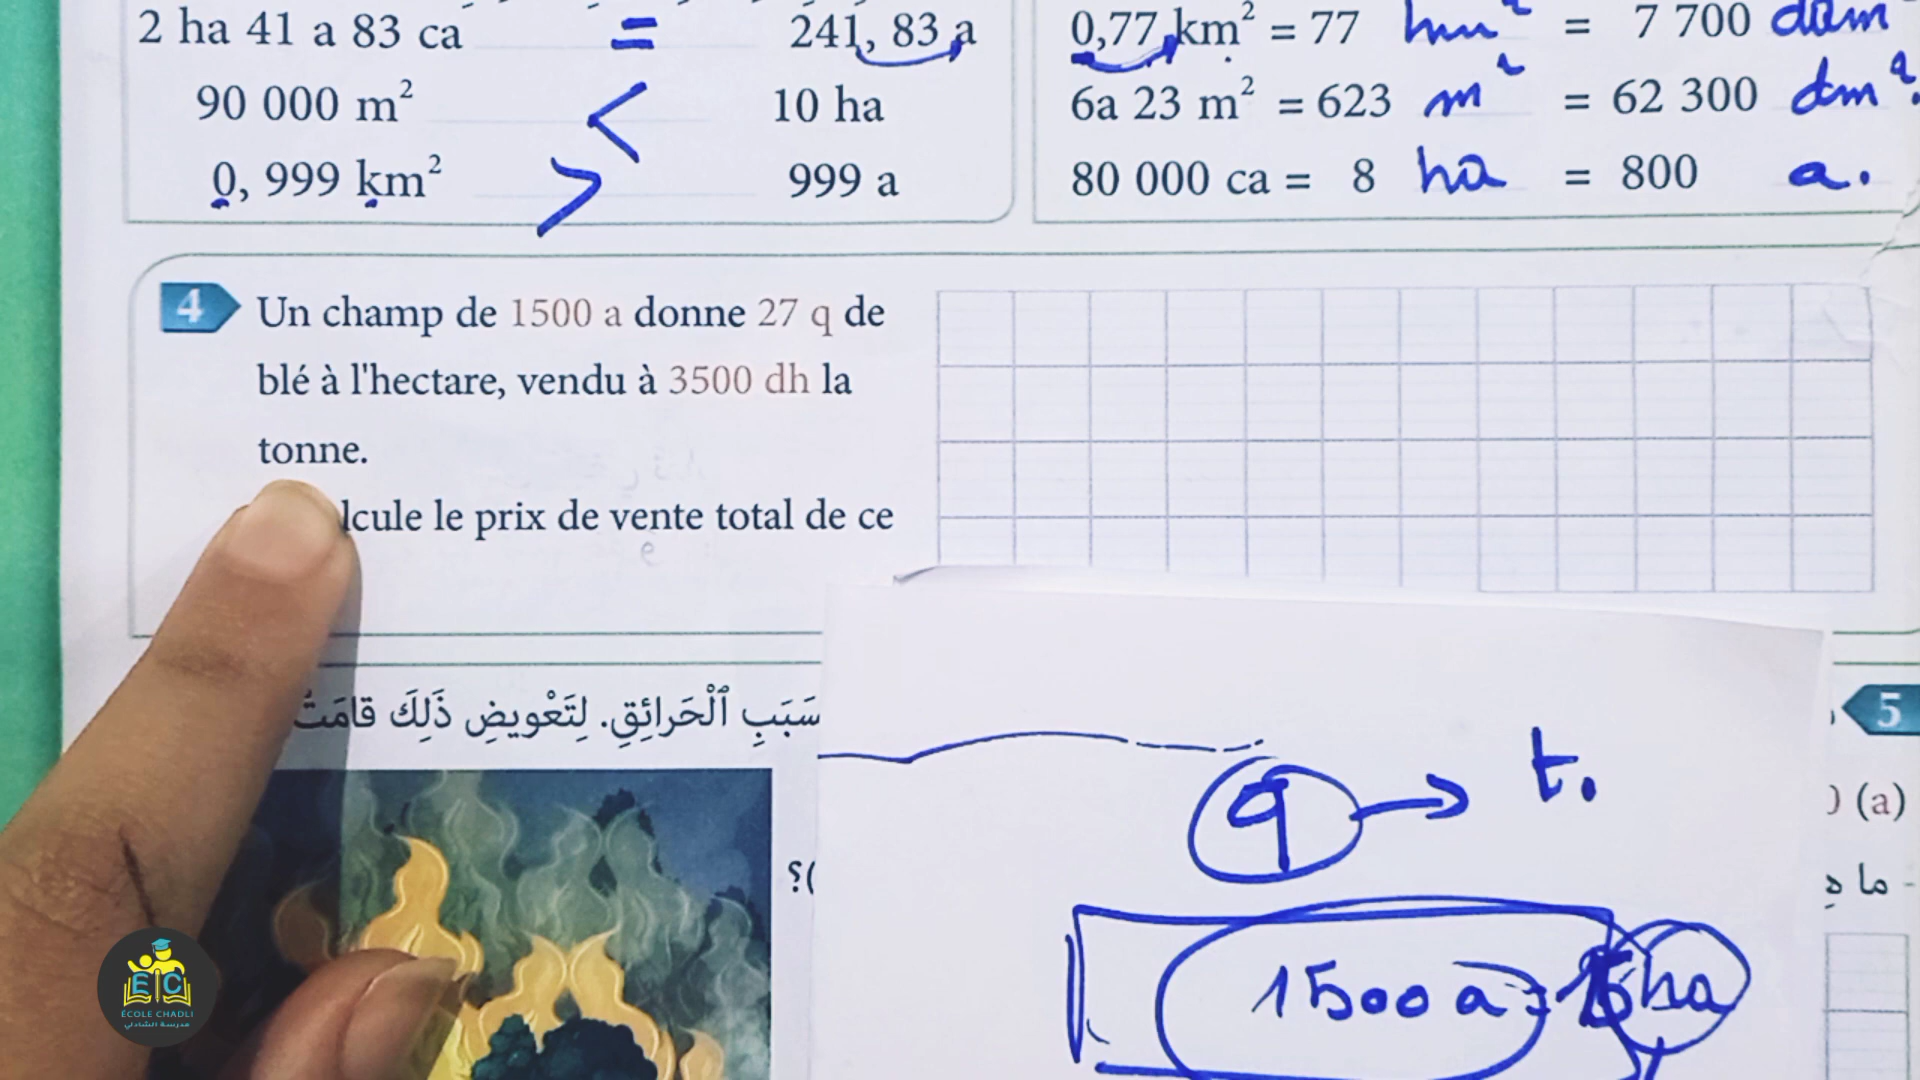 2 ha 41 a 83 ca = 241, 83 a
90 000 m² < 10 ha
0, 999 km² > 999 a
0,77 km² = 77 hm² = 7 700 dam
6a 23 m² = 623 m² = 62 300 dm².
80 000 ca = 8 ha = 800 a.
4 Un champ de 1500 a donne 27 q de
blé à l'hectare, vendu à 3500 dh la
tonne.
lcule le prix de vente total de ce
سَبَبِ ٱلْحَرائِقِ. لِتَعْويضِ ذَلِكَ قامَتْ
5
(a)
؟(
ما
q → t.
1500 a = 15 ha
EC
ÉCOLE CHADLI
مدرسة الشادلي